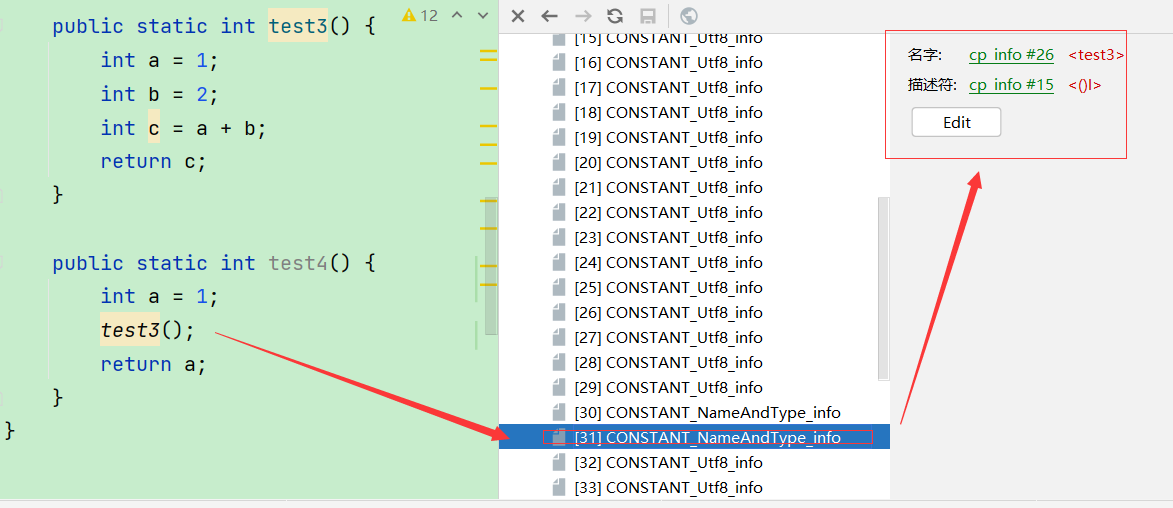 public static int test3() {
int a = 1;
int b = 2;
int c = a + b;
return c;
}
public static int test4() {
int a = 1;
test3();
return a;
}
}
12
[15] CONSTANT_Utf8_info
[16] CONSTANT_Utf8_info
[17] CONSTANT_Utf8_info
[18] CONSTANT_Utf8_info
[19] CONSTANT_Utf8_info
[20] CONSTANT_Utf8_info
[21] CONSTANT_Utf8_info
[22] CONSTANT_Utf8_info
[23] CONSTANT_Utf8_info
[24] CONSTANT_Utf8_info
[25] CONSTANT_Utf8_info
[26] CONSTANT_Utf8_info
[27] CONSTANT_Utf8_info
[28] CONSTANT_Utf8_info
[29] CONSTANT_Utf8_info
[30] CONSTANT_NameAndType_info
[31] CONSTANT_NameAndType_info
[32] CONSTANT_Utf8_info
[33] CONSTANT_Utf8_info
名字: cp_info #26 <test3>
描述符: cp_info #15 <()I>
Edit